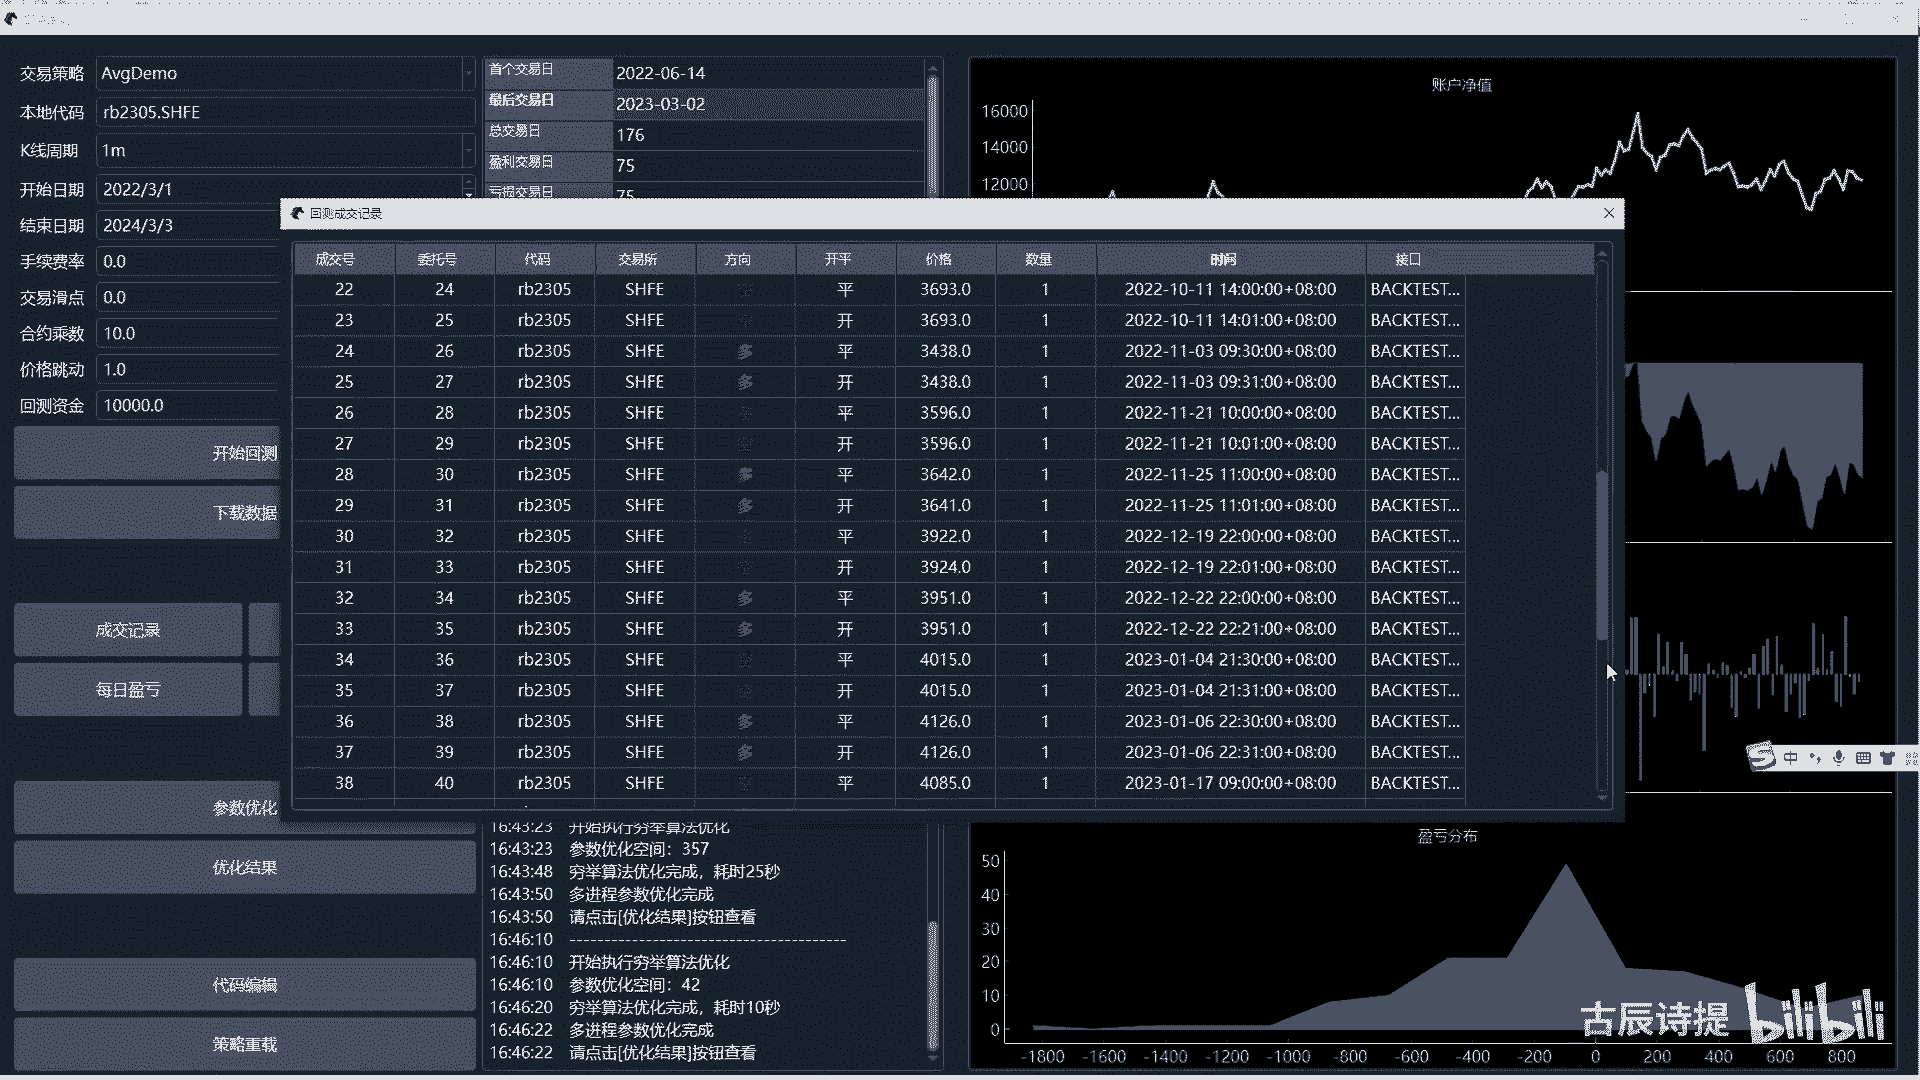 交易策略 AvgDemo
本地代码 rb2305.SHFE
K线周期 1m
开始日期 2022/3/1
结束日期 2024/3/3
手续费率 0.0
交易滑点 0.0
合约乘数 10.0
价格跳动 1.0
回测资金 10000.0
开始回测
下载数据
成交记录
每日盈亏
参数优化
优化结果
代码编辑
策略重载
首个交易日 2022-06-14
最后交易日 2023-03-02
总交易日 176
盈利交易日 75
亏损交易日 75
账户净值
16000
14000
12000
回测成交记录
成交号 委托号 代码 交易所 方向 开平 价格 数量 时间 接口
22 24 rb2305 SHFE 平 3693.0 1 2022-10-11 14:00:00+08:00 BACKTEST...
23 25 rb2305 SHFE 开 3693.0 1 2022-10-11 14:01:00+08:00 BACKTEST...
24 26 rb2305 SHFE 多 平 3438.0 1 2022-11-03 09:30:00+08:00 BACKTEST...
25 27 rb2305 SHFE 多 开 3438.0 1 2022-11-03 09:31:00+08:00 BACKTEST...
26 28 rb2305 SHFE 平 3596.0 1 2022-11-21 10:00:00+08:00 BACKTEST...
27 29 rb2305 SHFE 开 3596.0 1 2022-11-21 10:01:00+08:00 BACKTEST...
28 30 rb2305 SHFE 多 平 3642.0 1 2022-11-25 11:00:00+08:00 BACKTEST...
29 31 rb2305 SHFE 多 开 3641.0 1 2022-11-25 11:01:00+08:00 BACKTEST...
30 32 rb2305 SHFE 平 3922.0 1 2022-12-19 22:00:00+08:00 BACKTEST...
31 33 rb2305 SHFE 开 3924.0 1 2022-12-19 22:01:00+08:00 BACKTEST...
32 34 rb2305 SHFE 多 平 3951.0 1 2022-12-22 22:00:00+08:00 BACKTEST...
33 35 rb2305 SHFE 多 开 3951.0 1 2022-12-22 22:21:00+08:00 BACKTEST...
34 36 rb2305 SHFE 平 4015.0 1 2023-01-04 21:30:00+08:00 BACKTEST...
35 37 rb2305 SHFE 开 4015.0 1 2023-01-04 21:31:00+08:00 BACKTEST...
36 38 rb2305 SHFE 多 平 4126.0 1 2023-01-06 22:30:00+08:00 BACKTEST...
37 39 rb2305 SHFE 多 开 4126.0 1 2023-01-06 22:31:00+08:00 BACKTEST...
38 40 rb2305 SHFE 平 4085.0 1 2023-01-17 09:00:00+08:00 BACKTEST...
16:43:23 开始执行穷举算法优化
16:43:23 参数优化空间：357
16:43:48 穷举算法优化完成，耗时25秒
16:43:50 多进程参数优化完成
16:43:50 请点击[优化结果]按钮查看
16:46:10 ----------------------------------------
16:46:10 开始执行穷举算法优化
16:46:10 参数优化空间：42
16:46:20 穷举算法优化完成，耗时10秒
16:46:22 多进程参数优化完成
16:46:22 请点击[优化结果]按钮查看
中
盈亏分布
50
40
30
20
10
0
-1800 -1600 -1400 -1200 -1000 -800 -600 -400 -200 0 200 400 600 800
古辰诗提 bilibili